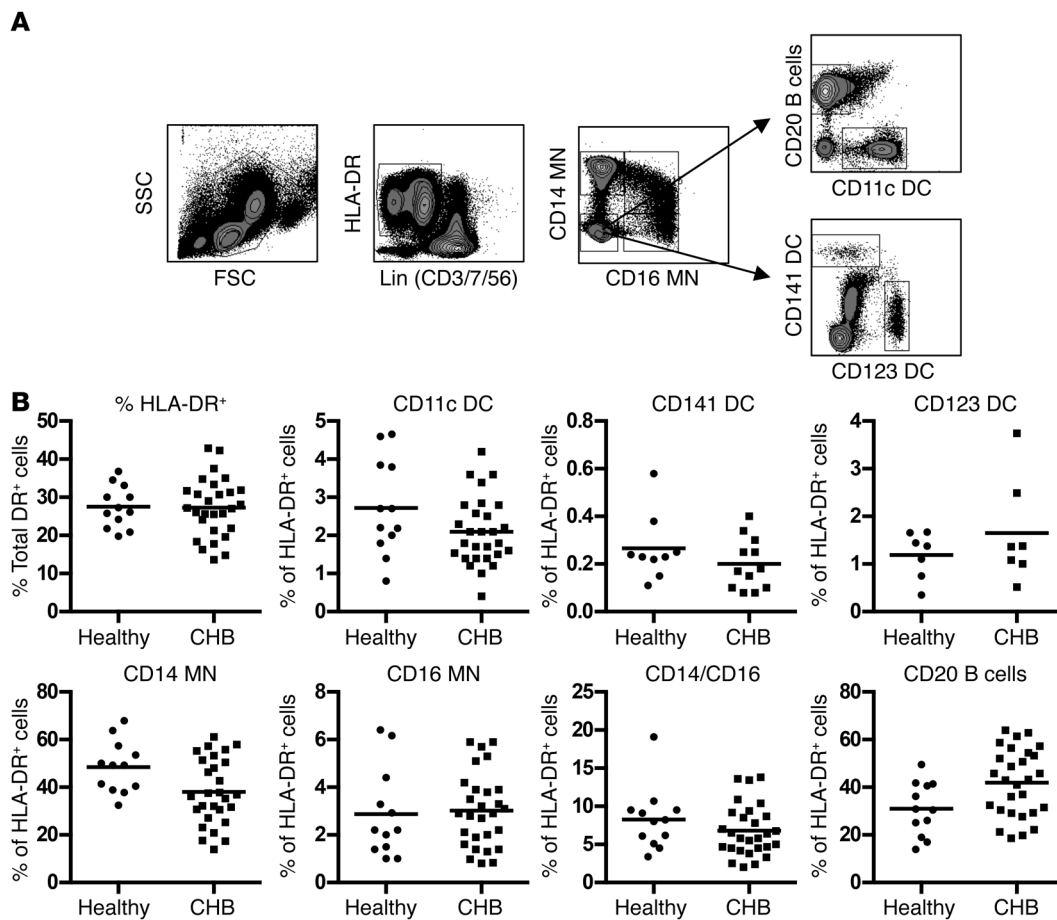 A
SSC
FSC
HLA-DR
Lin (CD3/7/56)
CD14 MN
CD16 MN
CD20 B cells
CD11c DC
CD141 DC
CD123 DC
B
% HLA-DR⁺
% Total DR⁺ cells
50
40
30
20
10
0
Healthy CHB
CD11c DC
% of HLA-DR⁺ cells
5
4
3
2
1
0
Healthy CHB
CD141 DC
% of HLA-DR⁺ cells
0.8
0.6
0.4
0.2
0.0
Healthy CHB
CD123 DC
% of HLA-DR⁺ cells
4
3
2
1
0
Healthy CHB
CD14 MN
% of HLA-DR⁺ cells
80
60
40
20
0
Healthy CHB
CD16 MN
% of HLA-DR⁺ cells
8
6
4
2
0
Healthy CHB
CD14/CD16
% of HLA-DR⁺ cells
25
20
15
10
5
0
Healthy CHB
CD20 B cells
% of HLA-DR⁺ cells
80
60
40
20
0
Healthy CHB